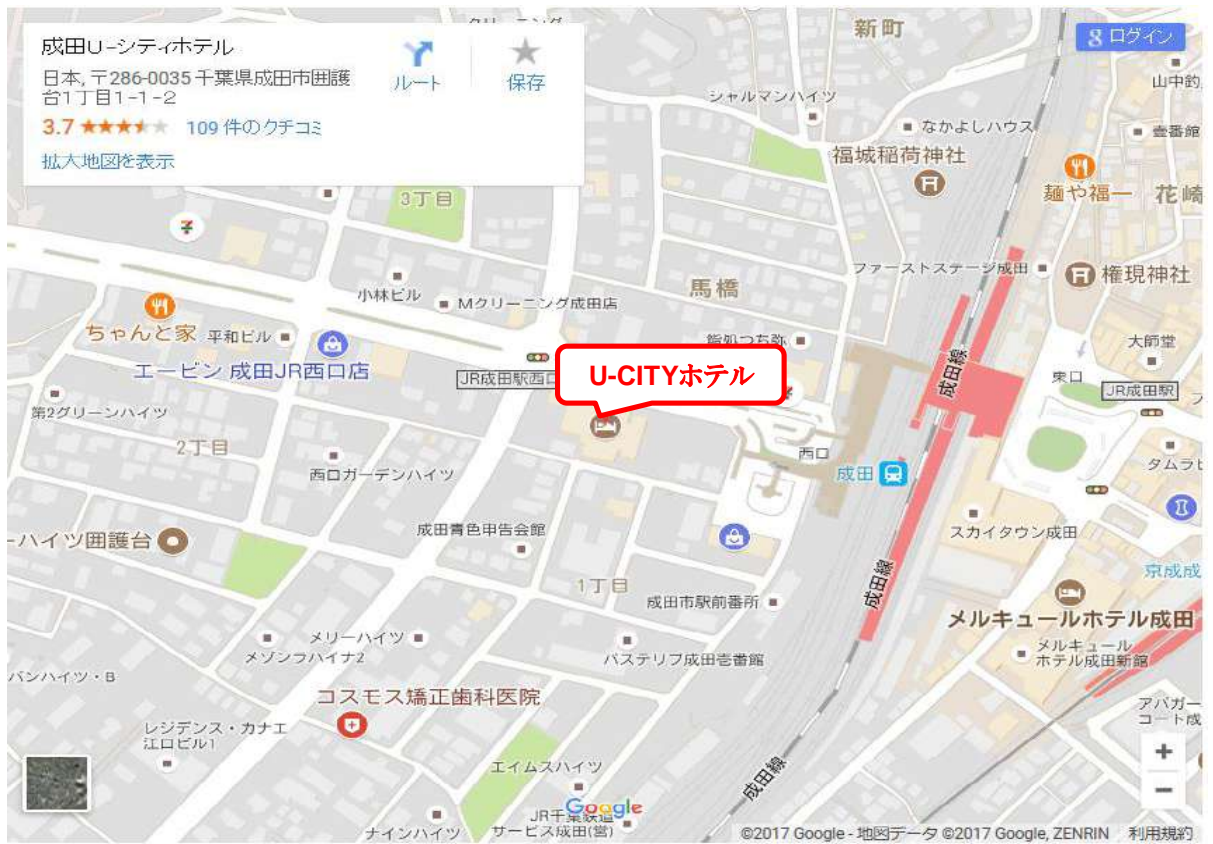 クリーニング
新町
成田U-シティホテル
日本, 〒286-0035 千葉県成田市囲護
台1丁目1-1-2
3.7
109 件のクチコミ
拡大地図を表示
ルート
保存
g ログイン
山中釣
シャルマンハイツ
なかよしハウス
壹番館
福城稲荷神社
麺や福一
花崎
3丁目
ファーストステージ成田
権現神社
小林ビル
Mクリーニング成田店
馬橋
ちゃんと家
平和ビル
鮨処つち弥
大師堂
エービン 成田JR西口店
JR成田駅西口
U-CITYホテル
成田線
東口
JR成田駅
第2グリーンハイツ
2丁目
西口ガーデンハイツ
西口
成田
タムラビ
成田青色申告会館
スカイタウン成田
ーハイツ囲護台
1丁目
成田市駅前番所
成田線
京成成
メルキュールホテル成田
メリーハイツ
メゾンラハイナ2
パステリフ成田壱番館
メルキュール
ホテル成田新館
バンハイツ・B
コスモス矯正歯科医院
アパガー
コート成
レジデンス・カナエ
江口ビル1
エイムスハイツ
成田線
+
−
Google
JR千葉鉄道
サービス成田(営)
ナインハイツ
©2017 Google - 地図データ ©2017 Google, ZENRIN
利用規約